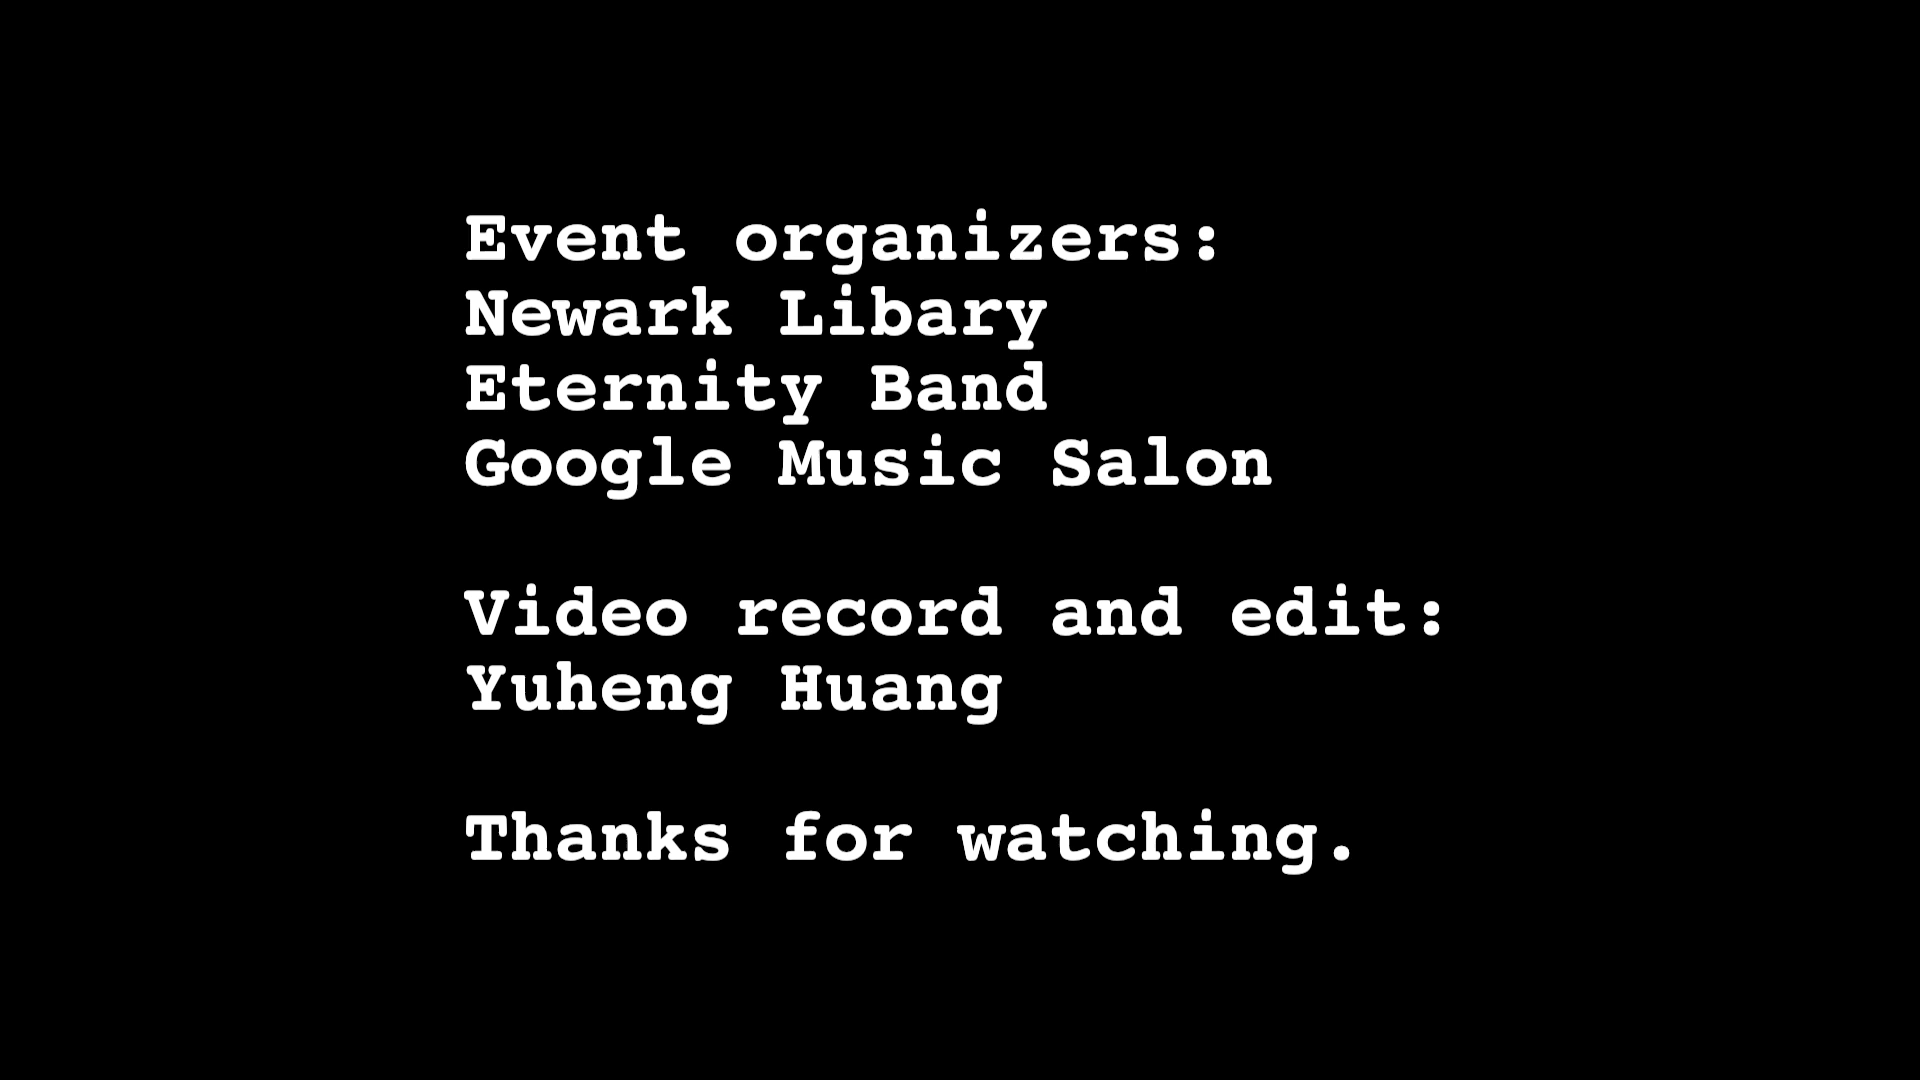 Event organizers:
Newark Libary
Eternity Band
Google Music Salon
Video record and edit:
Yuheng Huang
Thanks for watching.